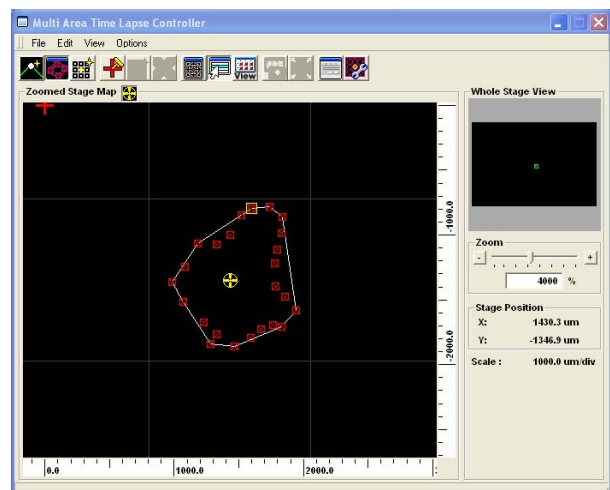 Multi Area Time Lapse Controller
File Edit View Options
View
Zoomed Stage Map
Whole Stage View
-1000.0
-2000.0
0.0 1000.0 2000.0
Zoom
- +
4000 %
Stage Position
X: 1430.3 um
Y: -1346.9 um
Scale : 1000.0 um/div